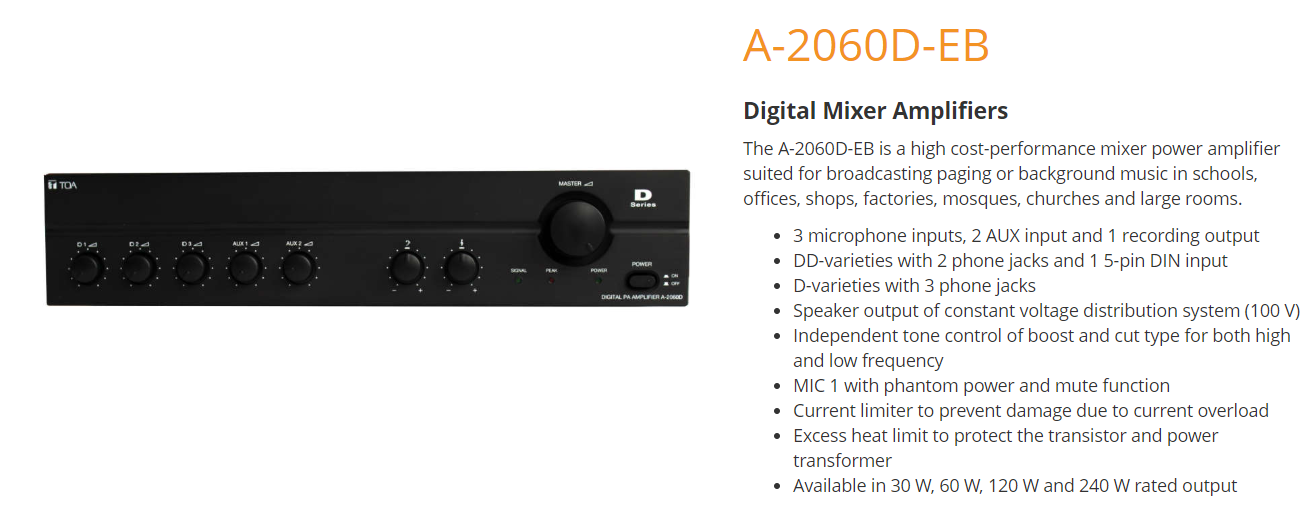 A-2060D-EB
Digital Mixer Amplifiers
The A-2060D-EB is a high cost-performance mixer power amplifier
suited for broadcasting paging or background music in schools,
offices, shops, factories, mosques, churches and large rooms.
• 3 microphone inputs, 2 AUX input and 1 recording output
• DD-varieties with 2 phone jacks and 1 5-pin DIN input
• D-varieties with 3 phone jacks
• Speaker output of constant voltage distribution system (100 V)
• Independent tone control of boost and cut type for both high
and low frequency
• MIC 1 with phantom power and mute function
• Current limiter to prevent damage due to current overload
• Excess heat limit to protect the transistor and power
transformer
• Available in 30 W, 60 W, 120 W and 240 W rated output
TOA
MASTER
D
Series
1
2
3
AUX 1
AUX 2
SIGNAL
PEAK
POWER
POWER
ON
OFF
DIGITAL PA AMPLIFIER A-2060D